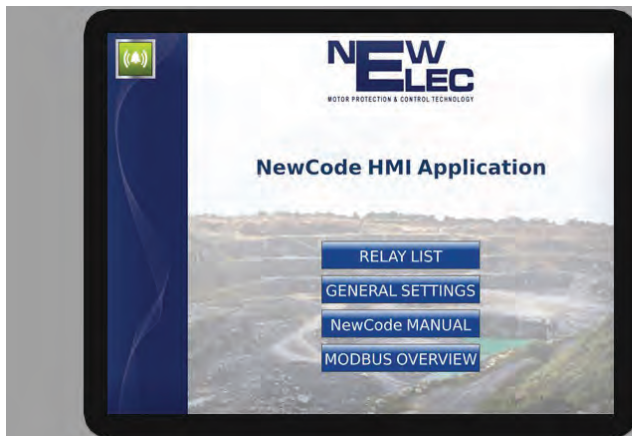 NEW
ELEC
MOTOR PROTECTION & CONTROL TECHNOLOGY
NewCode HMI Application
RELAY LIST
GENERAL SETTINGS
NewCode MANUAL
MODBUS OVERVIEW